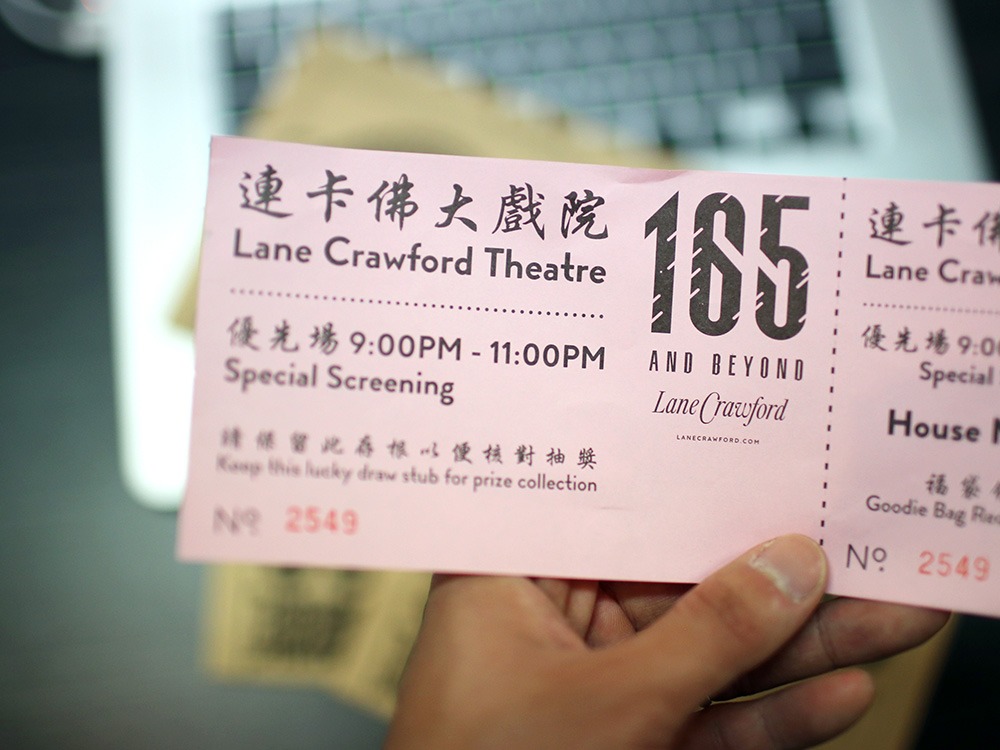 連卡佛大戲院
Lane Crawford Theatre
優先場 9:00PM - 11:00PM
Special Screening
請保留此存根以便核對抽獎
Keep this lucky draw stub for prize collection
Nº 2549
165
AND BEYOND
Lane Crawford
LANECRAWFORD.COM
連卡佛
Lane Craw
優先場 9:00
Special
House
福袋
Goodie Bag
Nº 2549